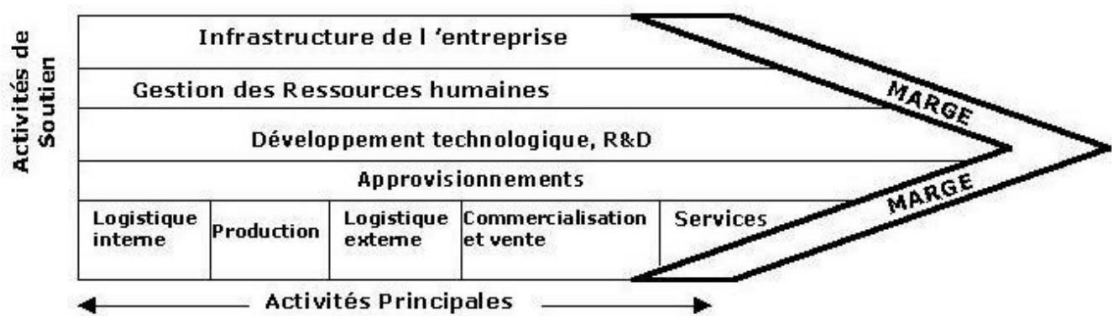 Activités de
Soutien
Infrastructure de l 'entreprise
Gestion des Ressources humaines
Développement technologique, R&D
Approvisionnements
MARGE
MARGE
Logistique
interne
Production
Logistique
externe
Commercialisation
et vente
Services
Activités Principales